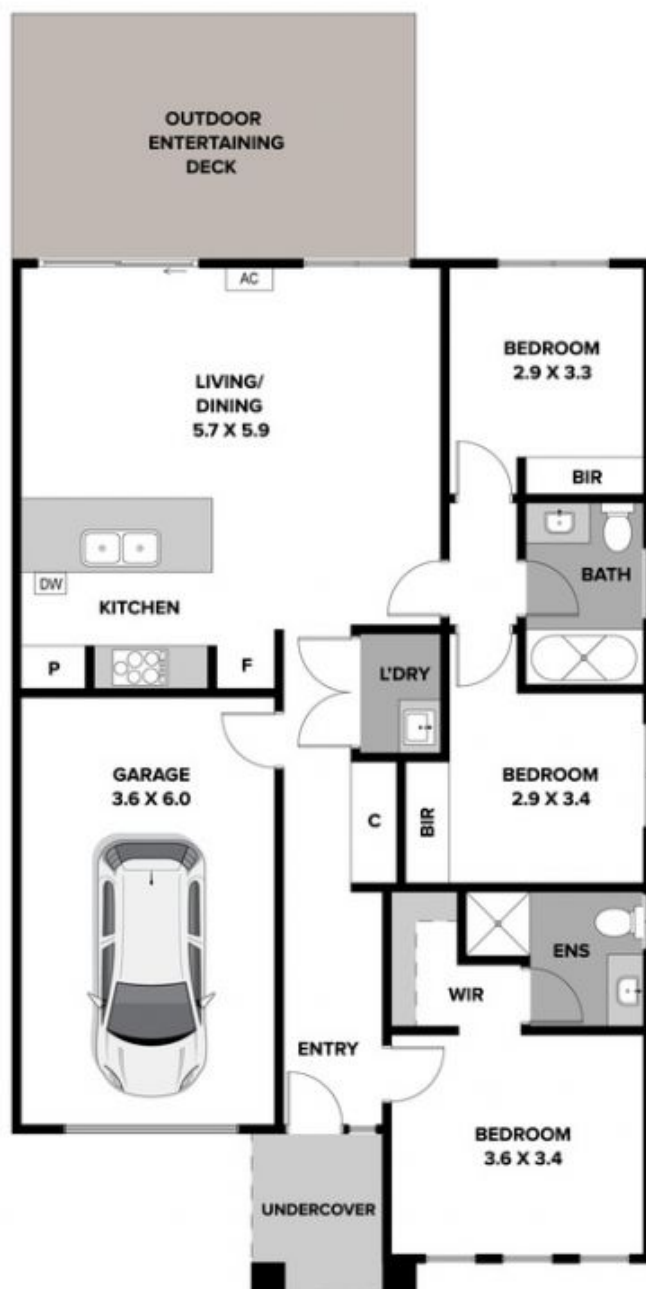 OUTDOOR
ENTERTAINING
DECK
AC
BEDROOM
2.9 X 3.3
LIVING/
DINING
5.7 X 5.9
BIR
DW
KITCHEN
BATH
P
F
L'DRY
GARAGE
3.6 X 6.0
BEDROOM
2.9 X 3.4
C
BIR
ENS
WIR
ENTRY
BEDROOM
3.6 X 3.4
UNDERCOVER